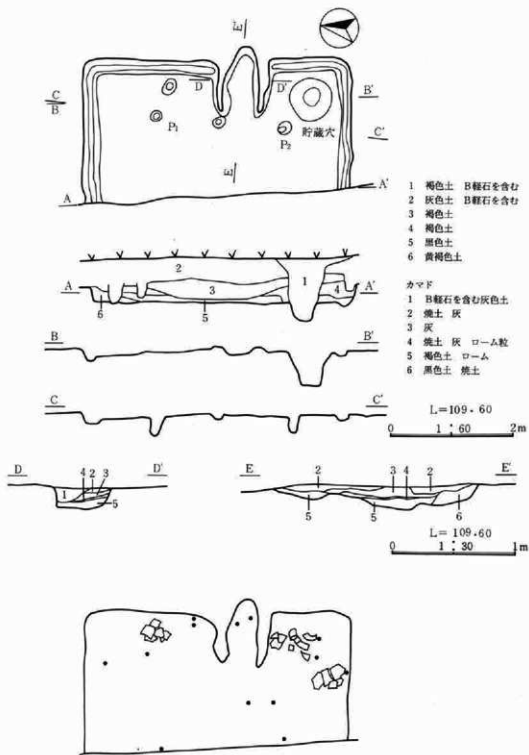 E'
C
B
D
D'
B'
C'
P₁
P₂
貯蔵穴
E
A
A'
1 褐色土 B軽石を含む
2 灰色土 B軽石を含む
3 褐色土
4 褐色土
5 黒色土
6 黄褐色土
カマド
1 B軽石を含む灰色土
2 焼土 灰
3 灰
4 焼土 灰 ローム粒
5 褐色土 ローム
6 黒色土 焼土
2
1
A
3
4
A'
6
5
B
B'
C
C'
L=109.60
0 1:60 2m
D
4 2 3
D'
1
5
E
2
3 4 2
E'
5
5
6
L=109.60
0 1:30 1m